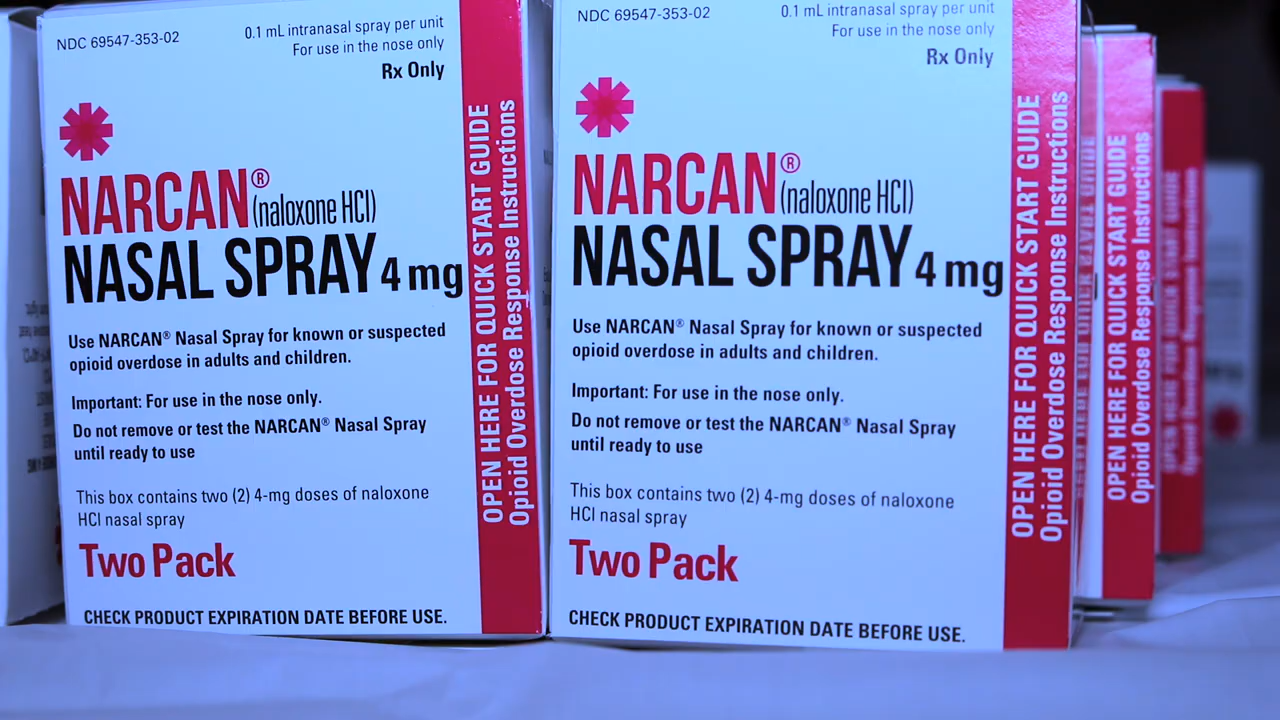 NDC 69547-353-02
0.1 mL intranasal spray per unit
For use in the nose only
Rx Only
NARCAN®
(naloxone HCl)
NASAL SPRAY 4 mg
Use NARCAN® Nasal Spray for known or suspected
opioid overdose in adults and children.
Important: For use in the nose only.
Do not remove or test the NARCAN® Nasal Spray
until ready to use
This box contains two (2) 4-mg doses of naloxone
HCl nasal spray
Two Pack
CHECK PRODUCT EXPIRATION DATE BEFORE USE.
OPEN HERE FOR QUICK START GUIDE
Opioid Overdose Response Instructions
NDC 69547-353-02
0.1 mL intranasal spray per unit
For use in the nose only
Rx Only
NARCAN®
(naloxone HCl)
NASAL SPRAY 4 mg
Use NARCAN® Nasal Spray for known or suspected
opioid overdose in adults and children.
Important: For use in the nose only.
Do not remove or test the NARCAN® Nasal Spray
until ready to use
This box contains two (2) 4-mg doses of naloxone
HCl nasal spray
Two Pack
CHECK PRODUCT EXPIRATION DATE BEFORE USE.
OPEN HERE FOR QUICK START GUIDE
Opioid Overdose Response Instructions
OPEN HERE FOR QUICK START GUIDE
Opioid Overdose Response Instructions